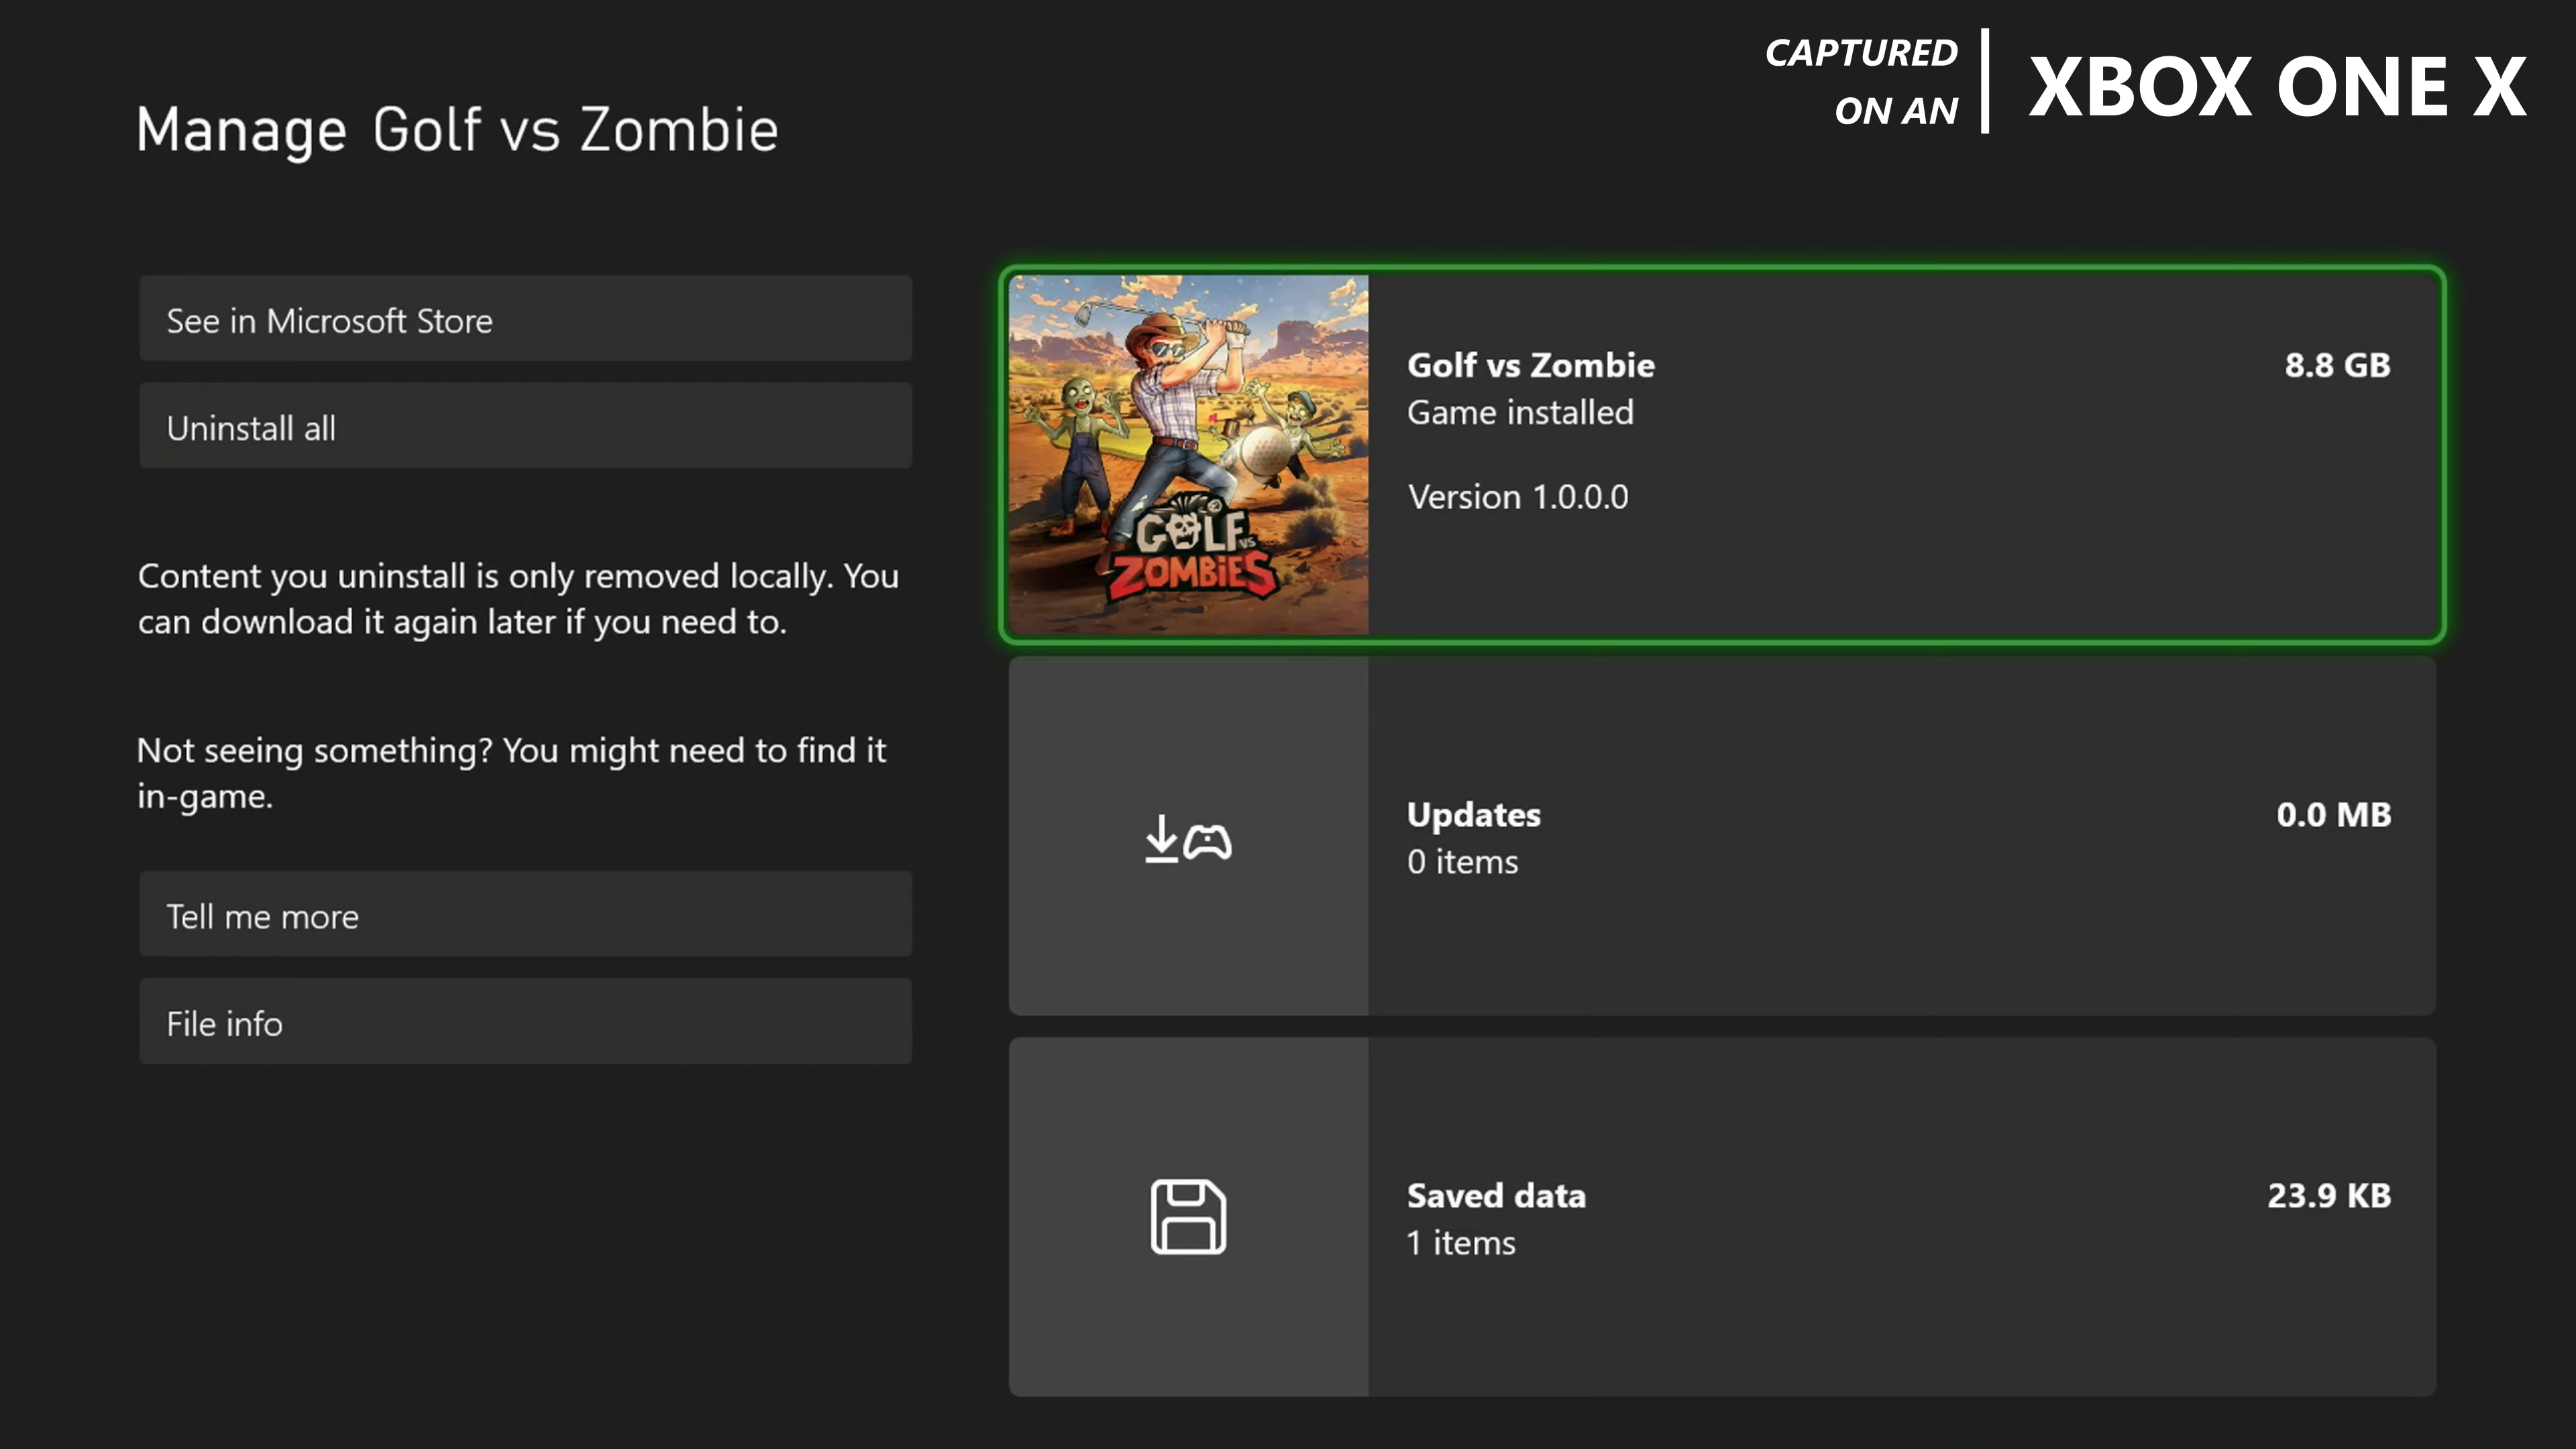 CAPTURED
ON AN
XBOX ONE X
Manage Golf vs Zombie
See in Microsoft Store
Uninstall all
Content you uninstall is only removed locally. You
can download it again later if you need to.
Not seeing something? You might need to find it
in-game.
Tell me more
File info
GOLF VS
ZOMBiES
Golf vs Zombie
8.8 GB
Game installed
Version 1.0.0.0
Updates
0.0 MB
0 items
Saved data
23.9 KB
1 items